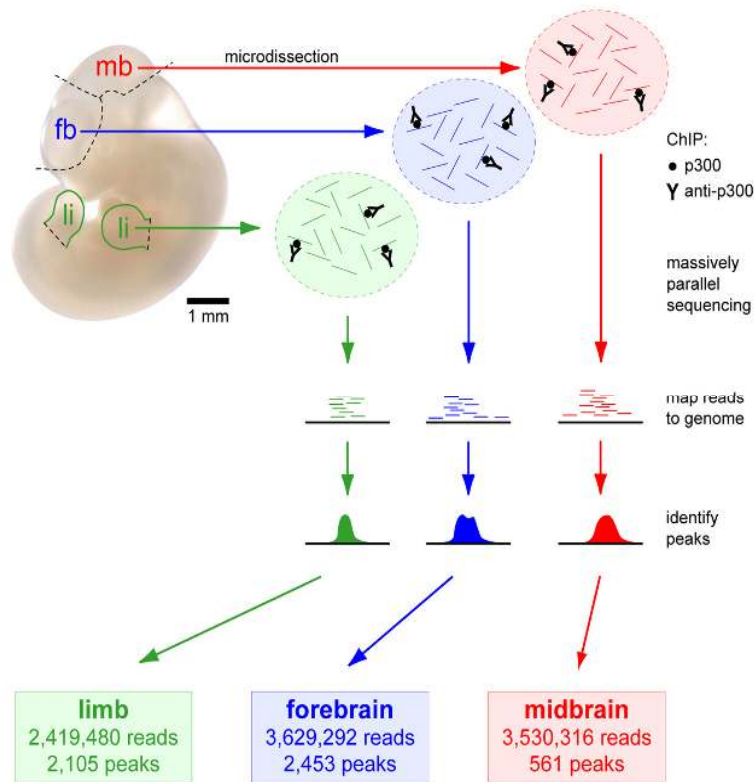 mb
microdissection
fb
li
li
1 mm
ChIP:
p300
anti-p300
massively
parallel
sequencing
map reads
to genome
identify
peaks
limb
2,419,480 reads
2,105 peaks
forebrain
3,629,292 reads
2,453 peaks
midbrain
3,530,316 reads
561 peaks